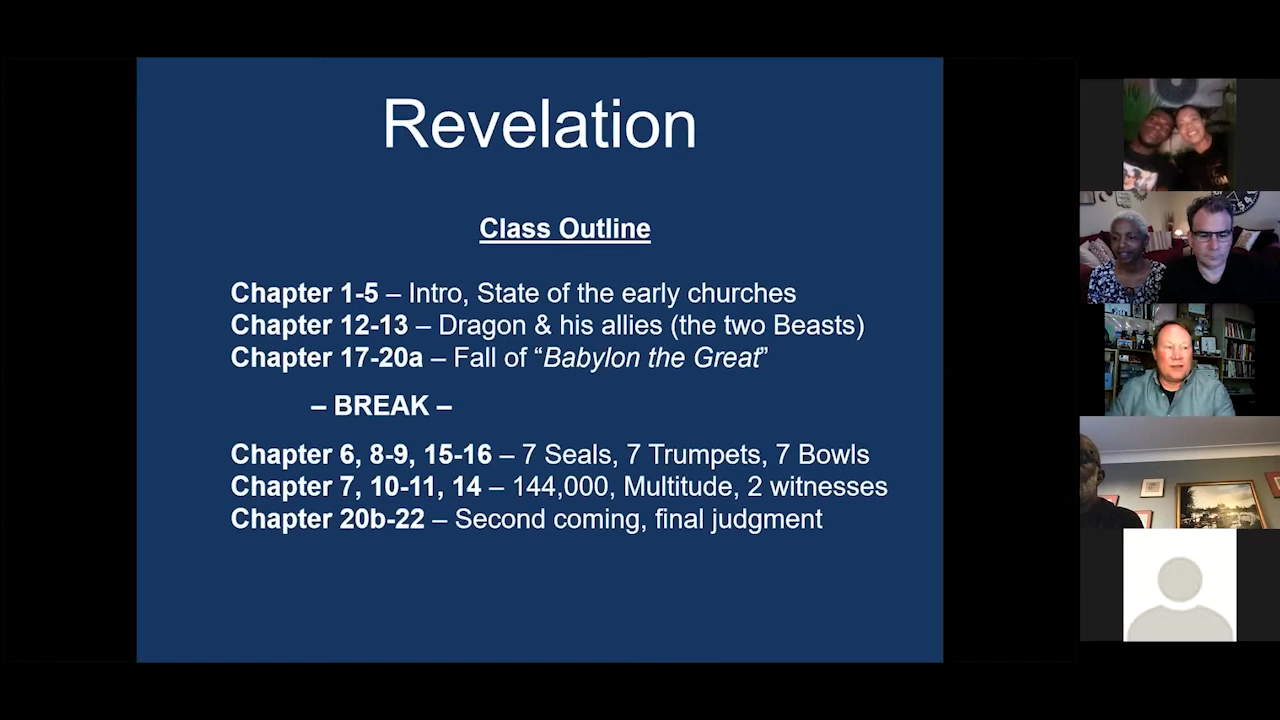 Revelation
Class Outline
Chapter 1-5 – Intro, State of the early churches
Chapter 12-13 – Dragon & his allies (the two Beasts)
Chapter 17-20a – Fall of “Babylon the Great”
– BREAK –
Chapter 6, 8-9, 15-16 – 7 Seals, 7 Trumpets, 7 Bowls
Chapter 7, 10-11, 14 – 144,000, Multitude, 2 witnesses
Chapter 20b-22 – Second coming, final judgment